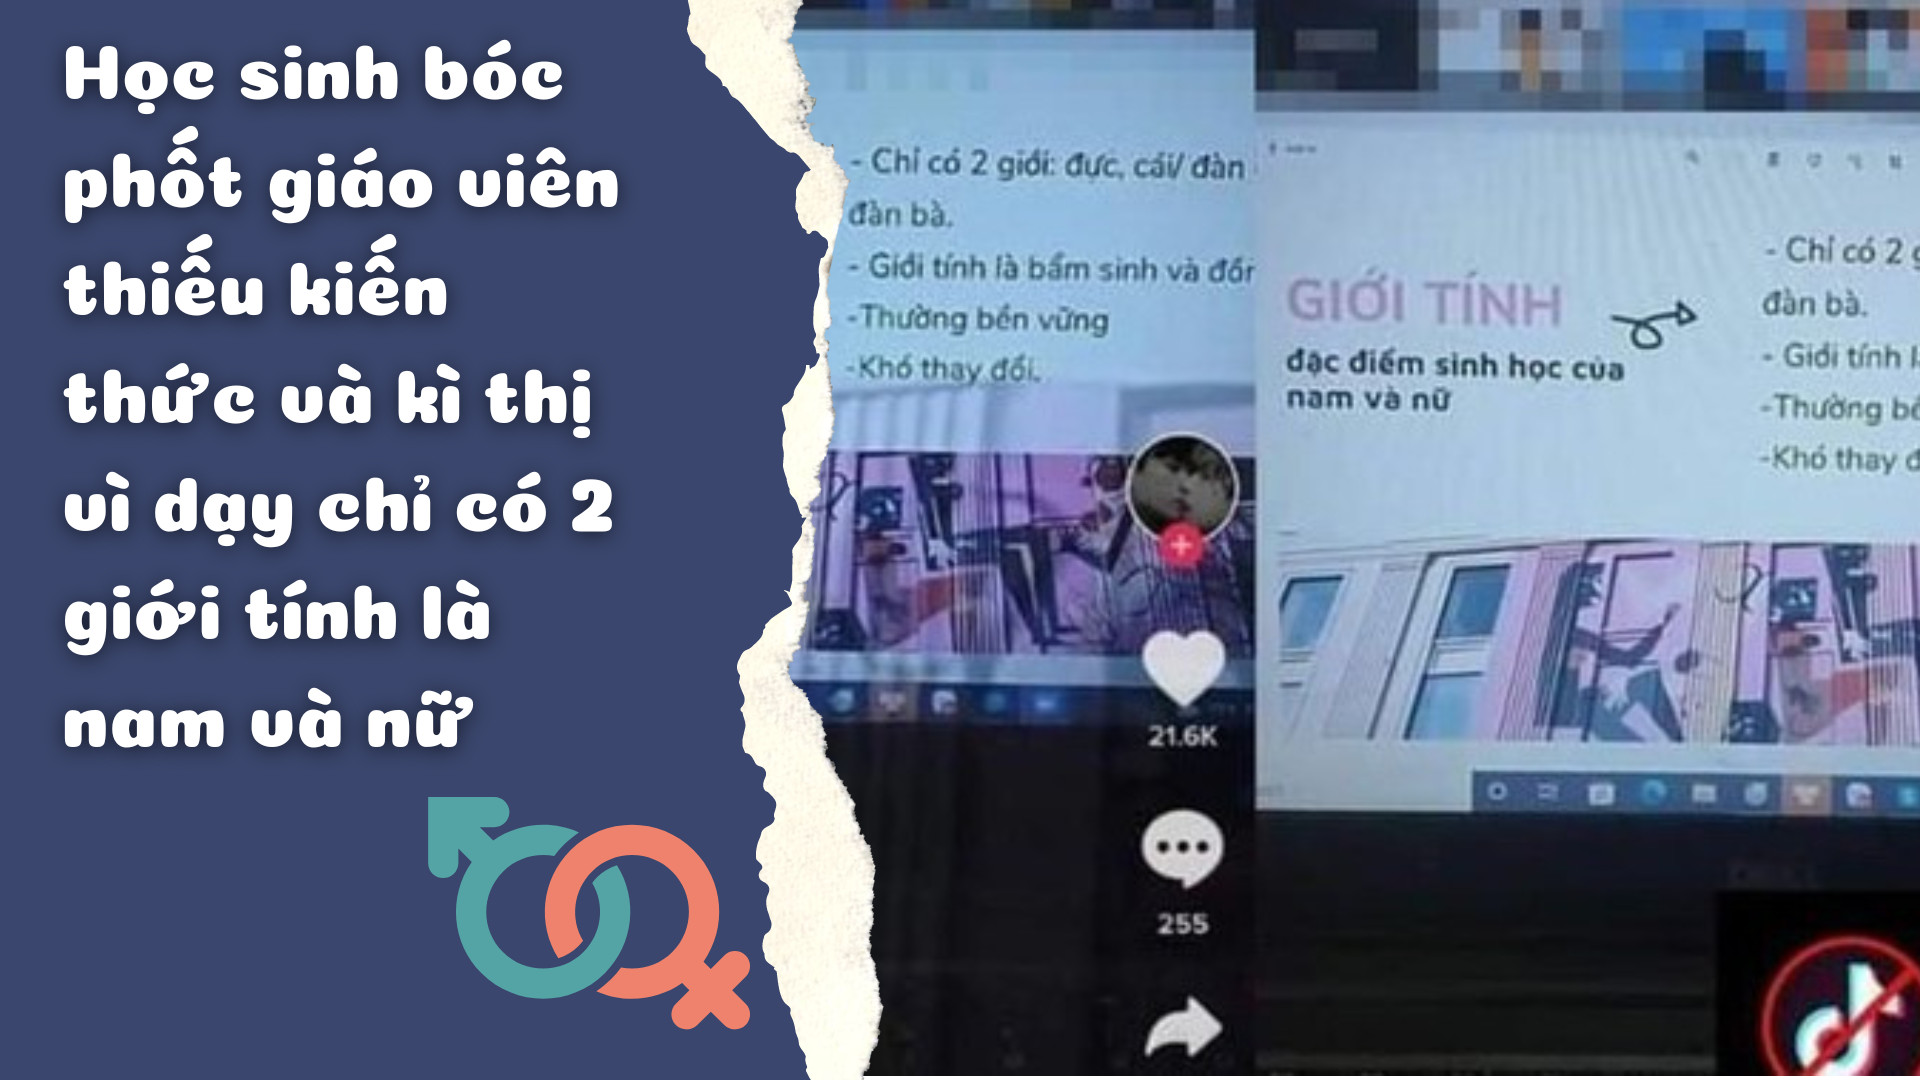 Học sinh bóc
phốt giáo viên
thiếu kiến
thức và kì thị
vì dạy chỉ có 2
giới tính là
nam và nữ
- Chỉ có 2 giới: đực, cái/ đàn
đàn bà.
- Giới tính là bẩm sinh và đồn
-Thường bền vững
-Khó thay đổi.
21.6K
255
GIỚI TÍNH
đặc điểm sinh học của
nam và nữ
- Chỉ có 2 g
đàn bà.
- Giới tính l
-Thường bề
-Khó thay đ